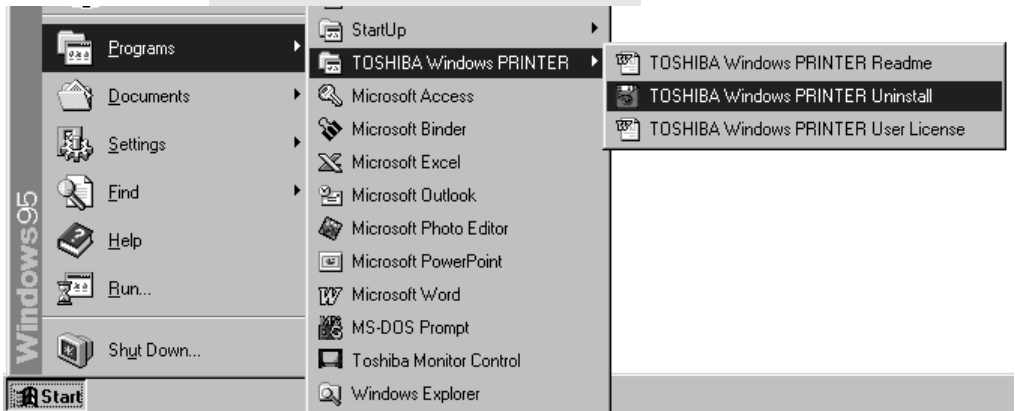 Windows95
Programs
Documents
Settings
Find
Help
Run...
Shut Down...
Start
StartUp
TOSHIBA Windows PRINTER
Microsoft Access
Microsoft Binder
Microsoft Excel
Microsoft Outlook
Microsoft Photo Editor
Microsoft PowerPoint
Microsoft Word
MS-DOS Prompt
Toshiba Monitor Control
Windows Explorer
TOSHIBA Windows PRINTER Readme
TOSHIBA Windows PRINTER Uninstall
TOSHIBA Windows PRINTER User License